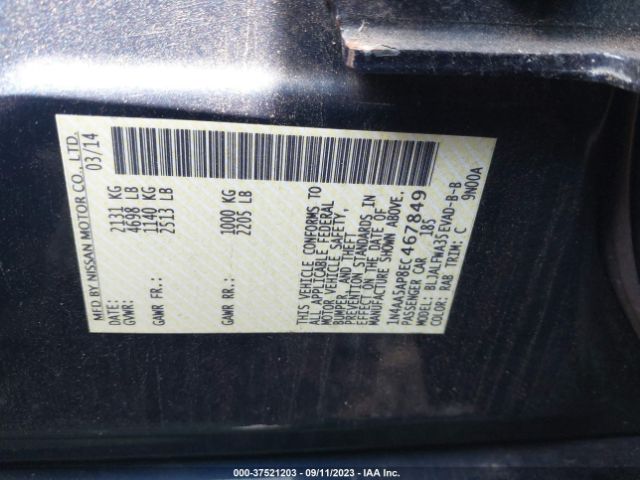 MFD BY NISSAN MOTOR CO., LTD.
03/14
GVWR: 2131 KG
4698 LB
GAWR FR.: 1140 KG
2513 LB
GAWR RR.: 1000 KG
2205 LB
THIS VEHICLE CONFORMS TO
ALL APPLICABLE FEDERAL
MOTOR VEHICLE SAFETY,
BUMPER, AND THEFT
PREVENTION STANDARDS IN
EFFECT ON THE DATE OF
MANUFACTURE SHOWN ABOVE.
1N4AA5AP8EC467849
PASSENGER CAR 185
MODEL: BLJALFWA35EVAD-B-B
COLOR: RAB TRIM: C 9N00A
000-37521203 - 09/11/2023 - IAAI.COM